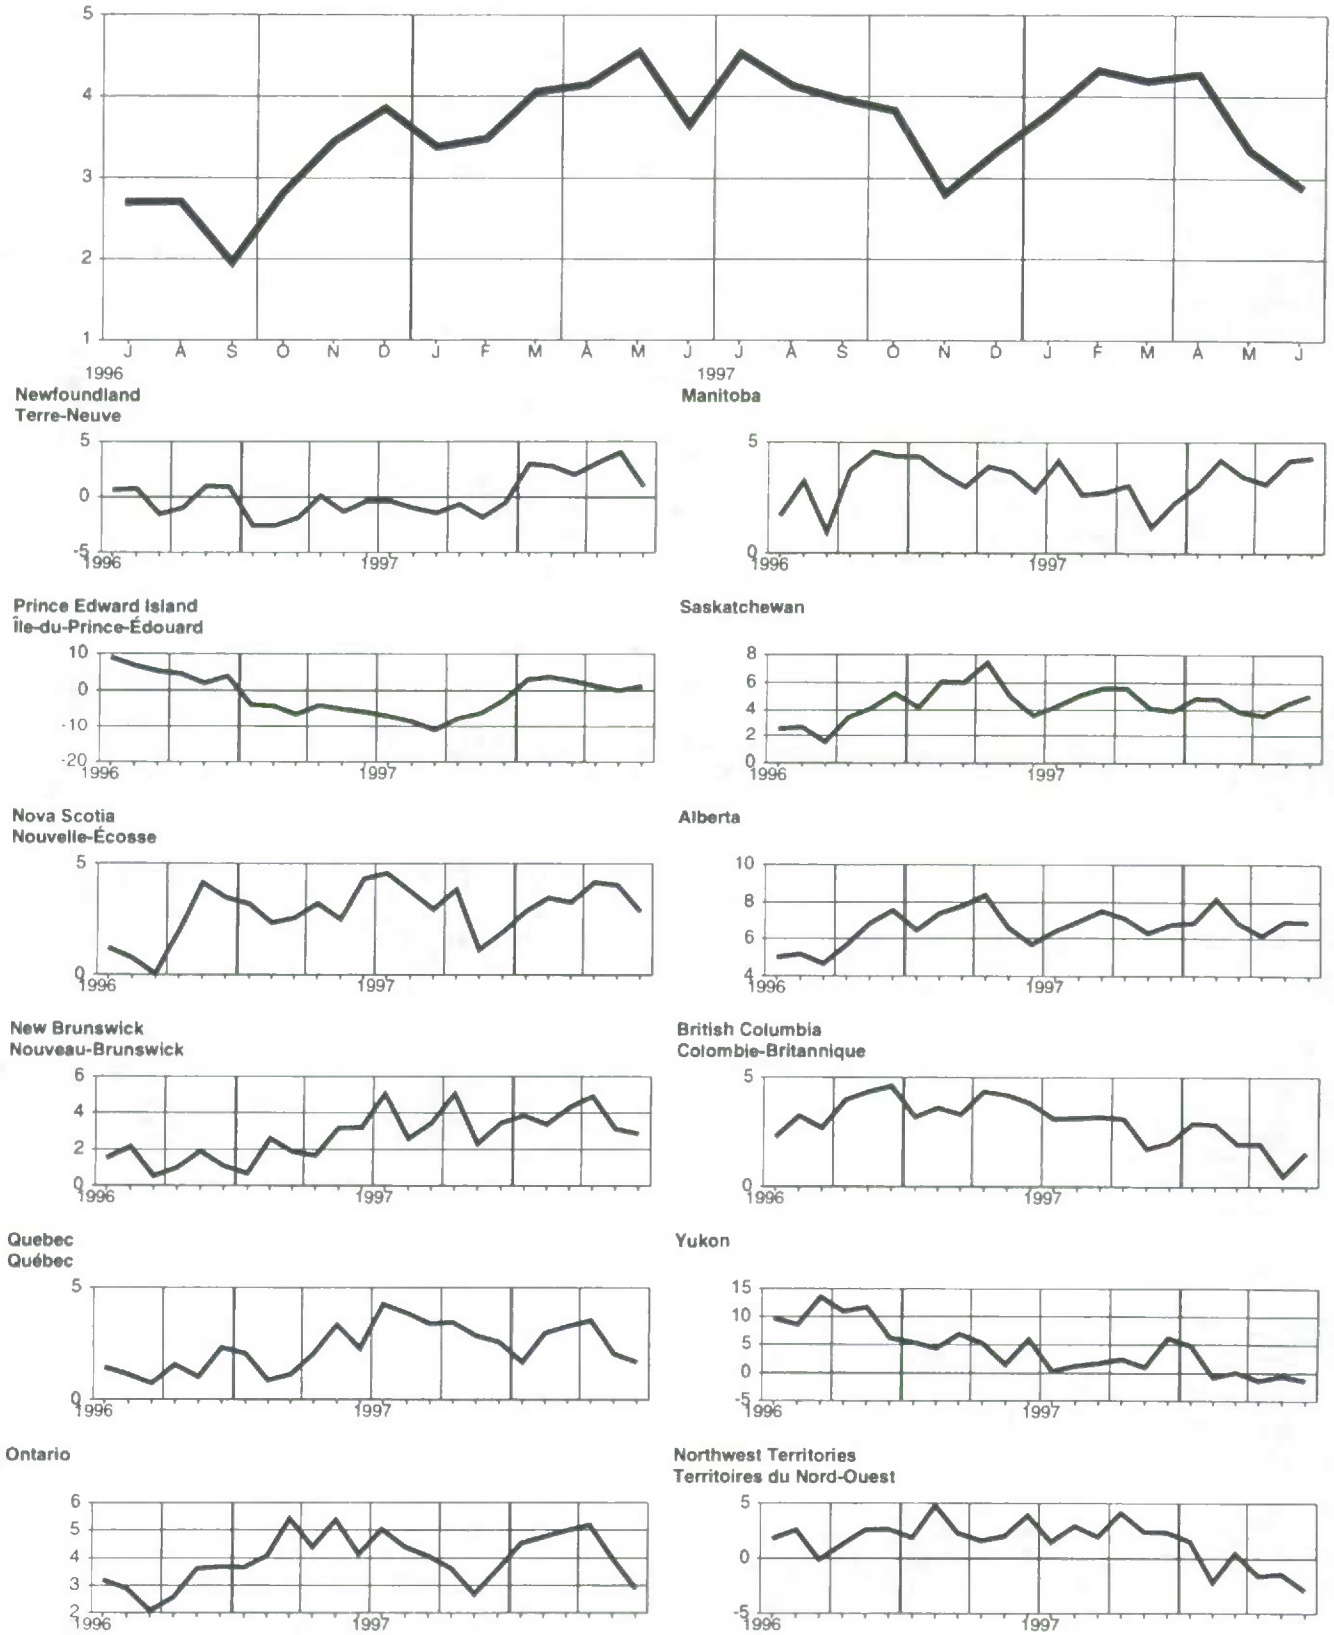 5
4
3
2
1
J A S O N D J F M A M J J A S O N D J F M A M J
1996 1997
Newfoundland
Terre-Neuve
5
0
-5
1996 1997
Manitoba
5
0
1996 1997
Prince Edward Island
Île-du-Prince-Édouard
10
0
-10
-20
1996 1997
Saskatchewan
8
6
4
2
0
1996 1997
Nova Scotia
Nouvelle-Écosse
5
0
1996 1997
Alberta
10
8
6
4
1996 1997
New Brunswick
Nouveau-Brunswick
6
4
2
0
1996 1997
British Columbia
Colombie-Britannique
5
0
1996 1997
Quebec
Québec
5
0
1996 1997
Yukon
15
10
5
0
-5
1996 1997
Ontario
6
5
4
3
2
1996 1997
Northwest Territories
Territoires du Nord-Ouest
5
0
-5
1996 1997